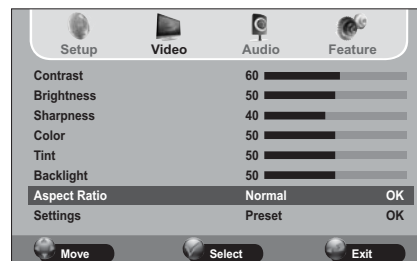 Setup Video Audio Feature
Contrast 60
Brightness 50
Sharpness 40
Color 50
Tint 50
Backlight 50
Aspect Ratio Normal OK
Settings Preset OK
Move Select Exit